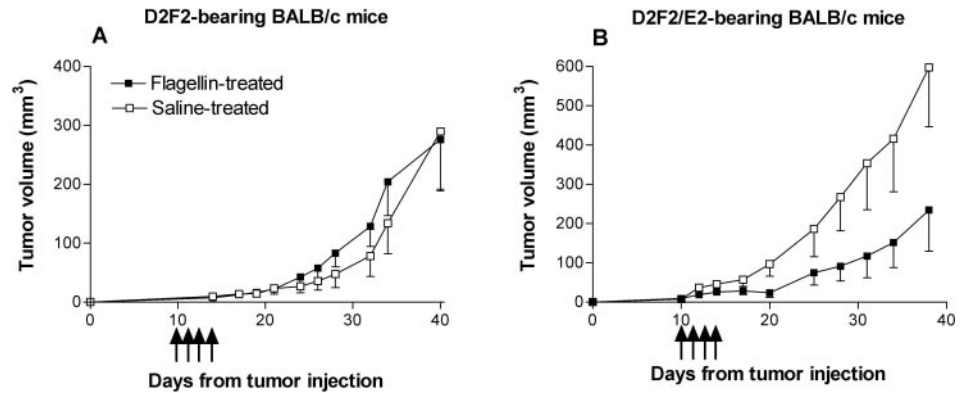 D2F2-bearing BALB/c mice
A
Tumor volume (mm³)
400
300
200
100
0
Flagellin-treated
Saline-treated
0 10 20 30 40
Days from tumor injection
D2F2/E2-bearing BALB/c mice
B
Tumor volume (mm³)
600
500
400
300
200
100
0
0 10 20 30 40
Days from tumor injection